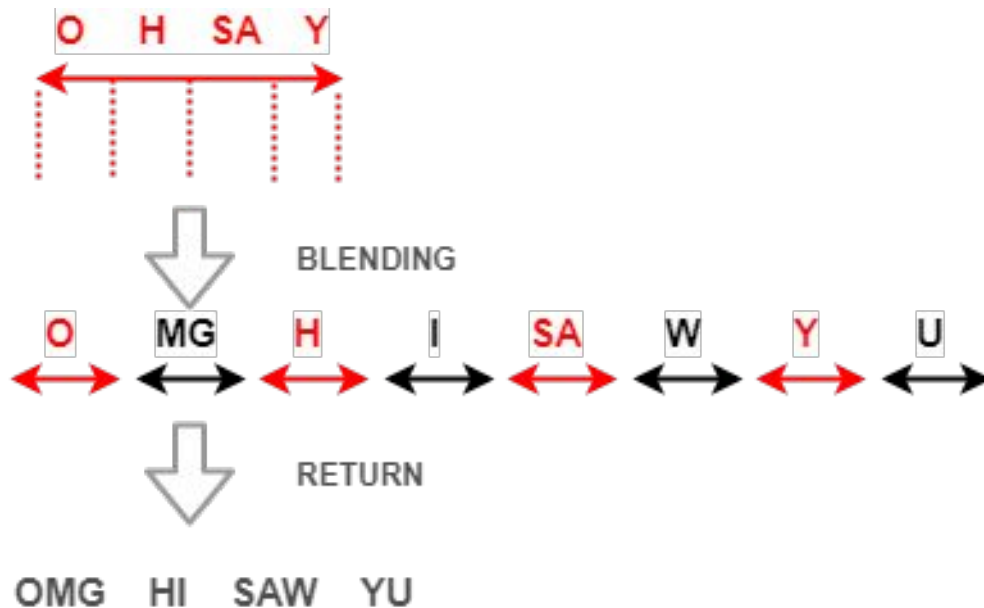 O H SA Y
BLENDING
O MG H I SA W Y U
RETURN
OMG HI SAW YU